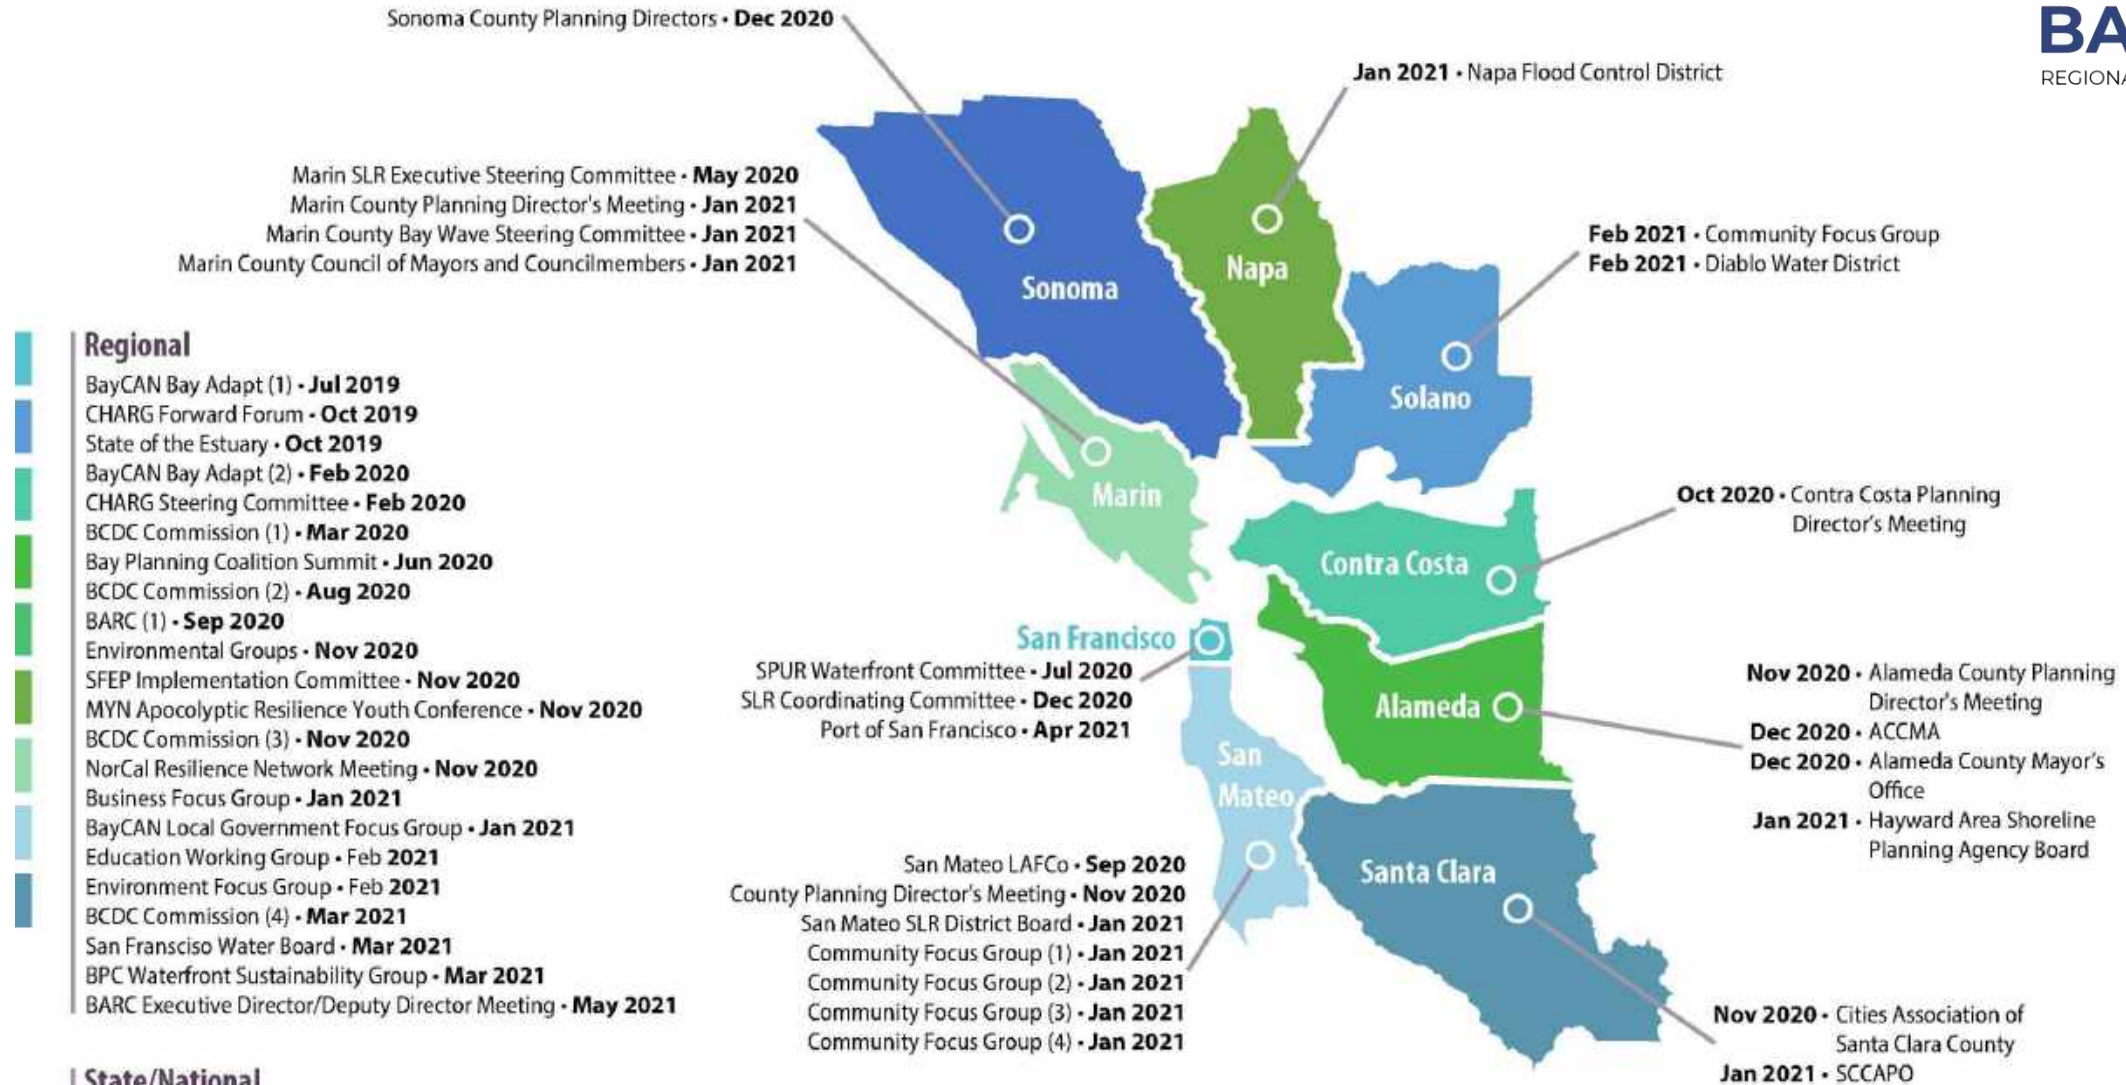 Sonoma County Planning Directors • Dec 2020
BA
REGIONA
Jan 2021 • Napa Flood Control District
Marin SLR Executive Steering Committee • May 2020
Marin County Planning Director's Meeting • Jan 2021
Marin County Bay Wave Steering Committee • Jan 2021
Marin County Council of Mayors and Councilmembers • Jan 2021
Feb 2021 • Community Focus Group
Feb 2021 • Diablo Water District
Sonoma
Napa
Solano
Marin
Contra Costa
Oct 2020 • Contra Costa Planning
Director's Meeting
Regional
BayCAN Bay Adapt (1) • Jul 2019
CHARG Forward Forum • Oct 2019
State of the Estuary • Oct 2019
BayCAN Bay Adapt (2) • Feb 2020
CHARG Steering Committee • Feb 2020
BCDC Commission (1) • Mar 2020
Bay Planning Coalition Summit • Jun 2020
BCDC Commission (2) • Aug 2020
BARC (1) • Sep 2020
Environmental Groups • Nov 2020
SFEP Implementation Committee • Nov 2020
MYN Apocolyptic Resilience Youth Conference • Nov 2020
BCDC Commission (3) • Nov 2020
NorCal Resilience Network Meeting • Nov 2020
Business Focus Group • Jan 2021
BayCAN Local Government Focus Group • Jan 2021
Education Working Group • Feb 2021
Environment Focus Group • Feb 2021
BCDC Commission (4) • Mar 2021
San Fransciso Water Board • Mar 2021
BPC Waterfront Sustainability Group • Mar 2021
BARC Executive Director/Deputy Director Meeting • May 2021
State/National
San Francisco
SPUR Waterfront Committee • Jul 2020
SLR Coordinating Committee • Dec 2020
Port of San Francisco • Apr 2021
Alameda
Nov 2020 • Alameda County Planning
Director's Meeting
Dec 2020 • ACCMA
Dec 2020 • Alameda County Mayor's
Office
Jan 2021 • Hayward Area Shoreline
Planning Agency Board
San
Mateo
San Mateo LAFCo • Sep 2020
County Planning Director's Meeting • Nov 2020
San Mateo SLR District Board • Jan 2021
Community Focus Group (1) • Jan 2021
Community Focus Group (2) • Jan 2021
Community Focus Group (3) • Jan 2021
Community Focus Group (4) • Jan 2021
Santa Clara
Nov 2020 • Cities Association of
Santa Clara County
Jan 2021 • SCCAPO